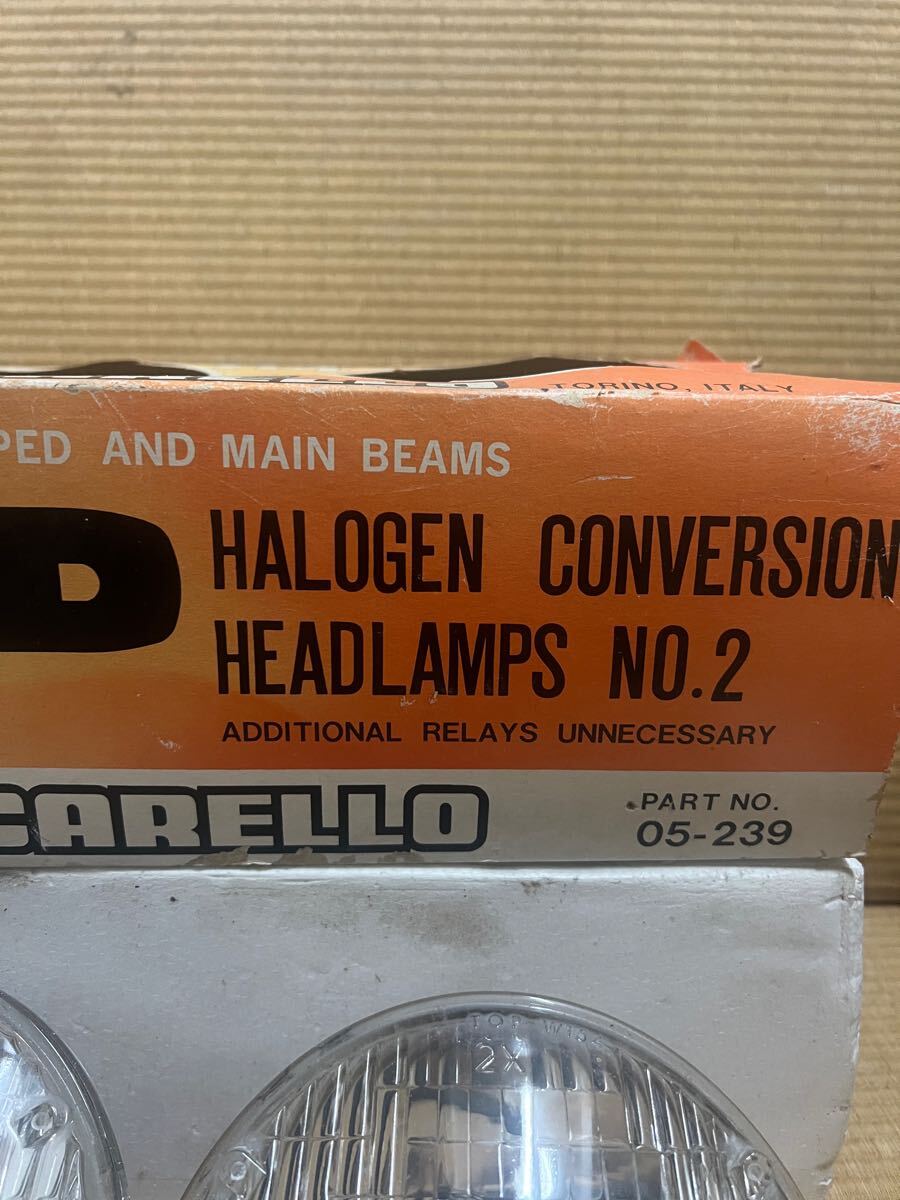 TORINO, ITALY
PED AND MAIN BEAMS
D
HALOGEN CONVERSION
HEADLAMPS NO.2
ADDITIONAL RELAYS UNNECESSARY
CARELLO
PART NO.
05-239
TOP
2X